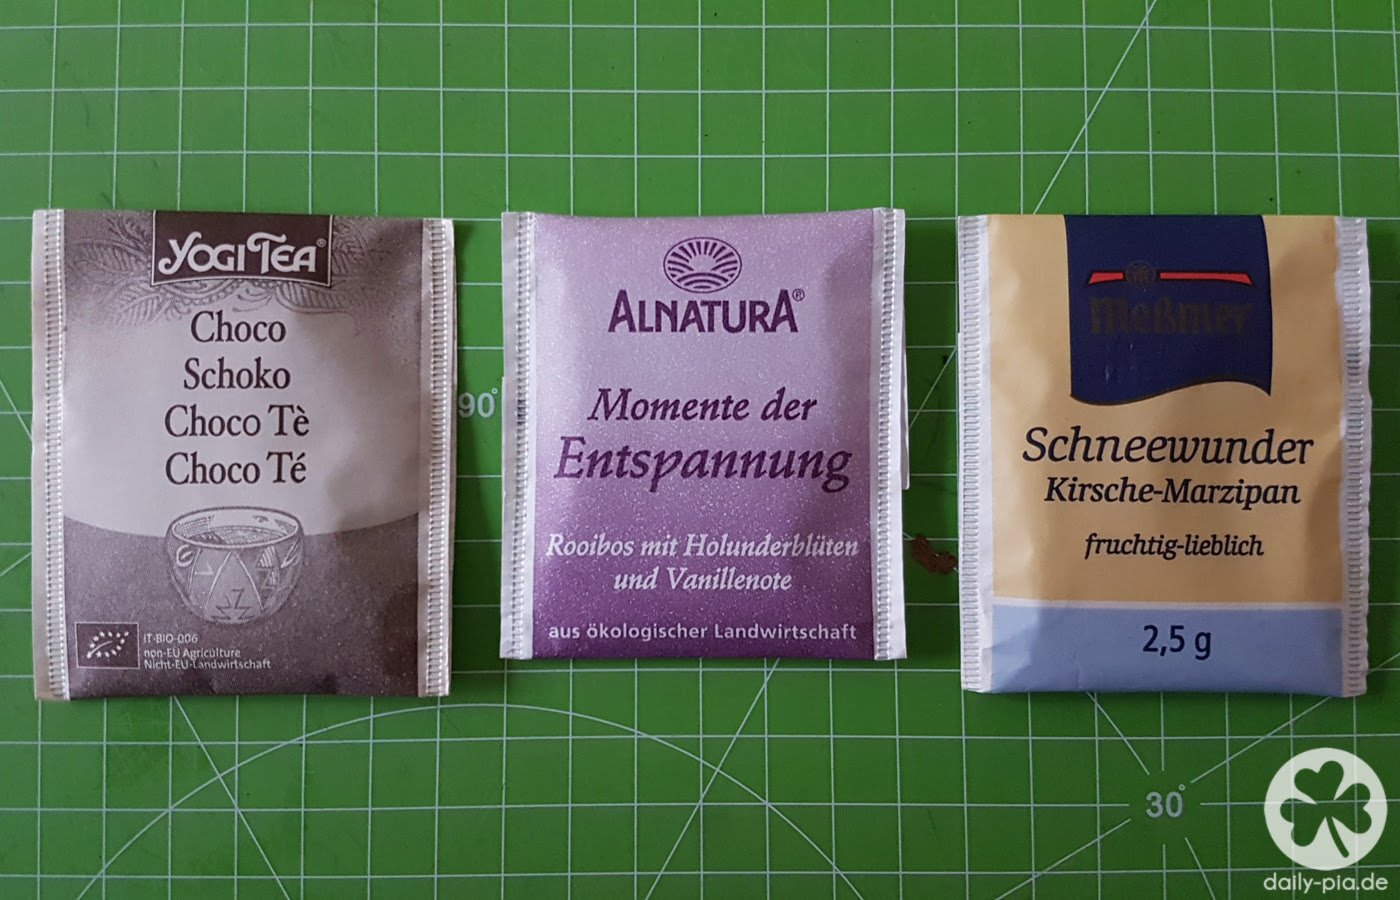 YOGI TEA®
Choco
Schoko
Choco Tè
Choco Té
IT-BIO-006
non-EU Agriculture
Nicht-EU-Landwirtschaft
90°
ALNATURA®
Momente der
Entspannung
Rooibos mit Holunderblüten
und Vanillenote
aus ökologischer Landwirtschaft
Meßmer
Schneewunder
Kirsche-Marzipan
fruchtig-lieblich
2,5 g
30°
daily-pia.de